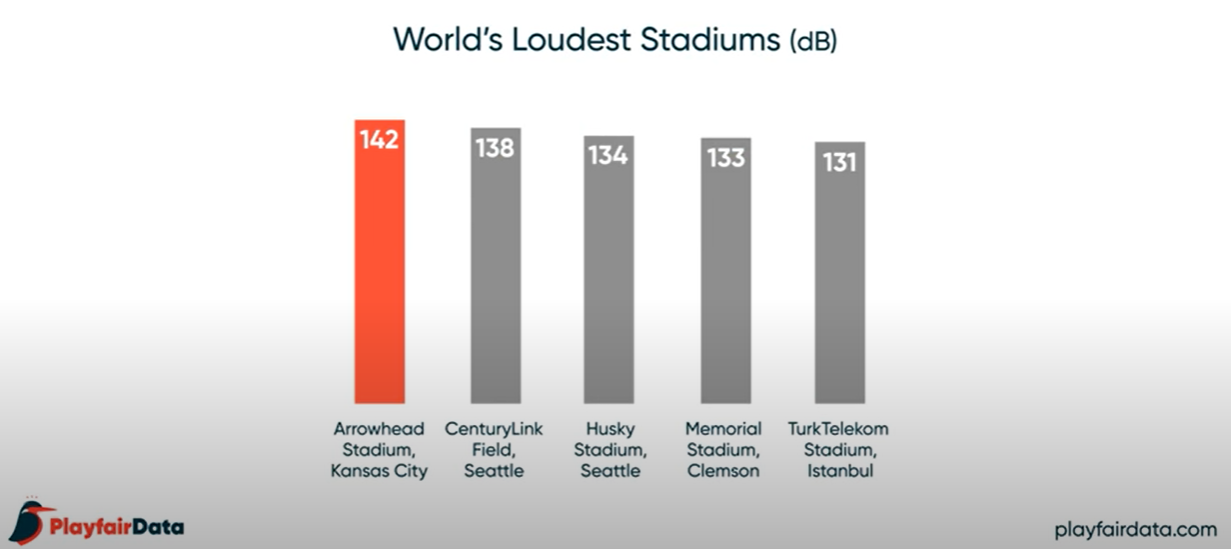 World's Loudest Stadiums (dB)
142
138
134
133
131
Arrowhead
Stadium,
Kansas City
CenturyLink
Field,
Seattle
Husky
Stadium,
Seattle
Memorial
Stadium,
Clemson
TurkTelekom
Stadium,
Istanbul
PlayfairData
playfairdata.com